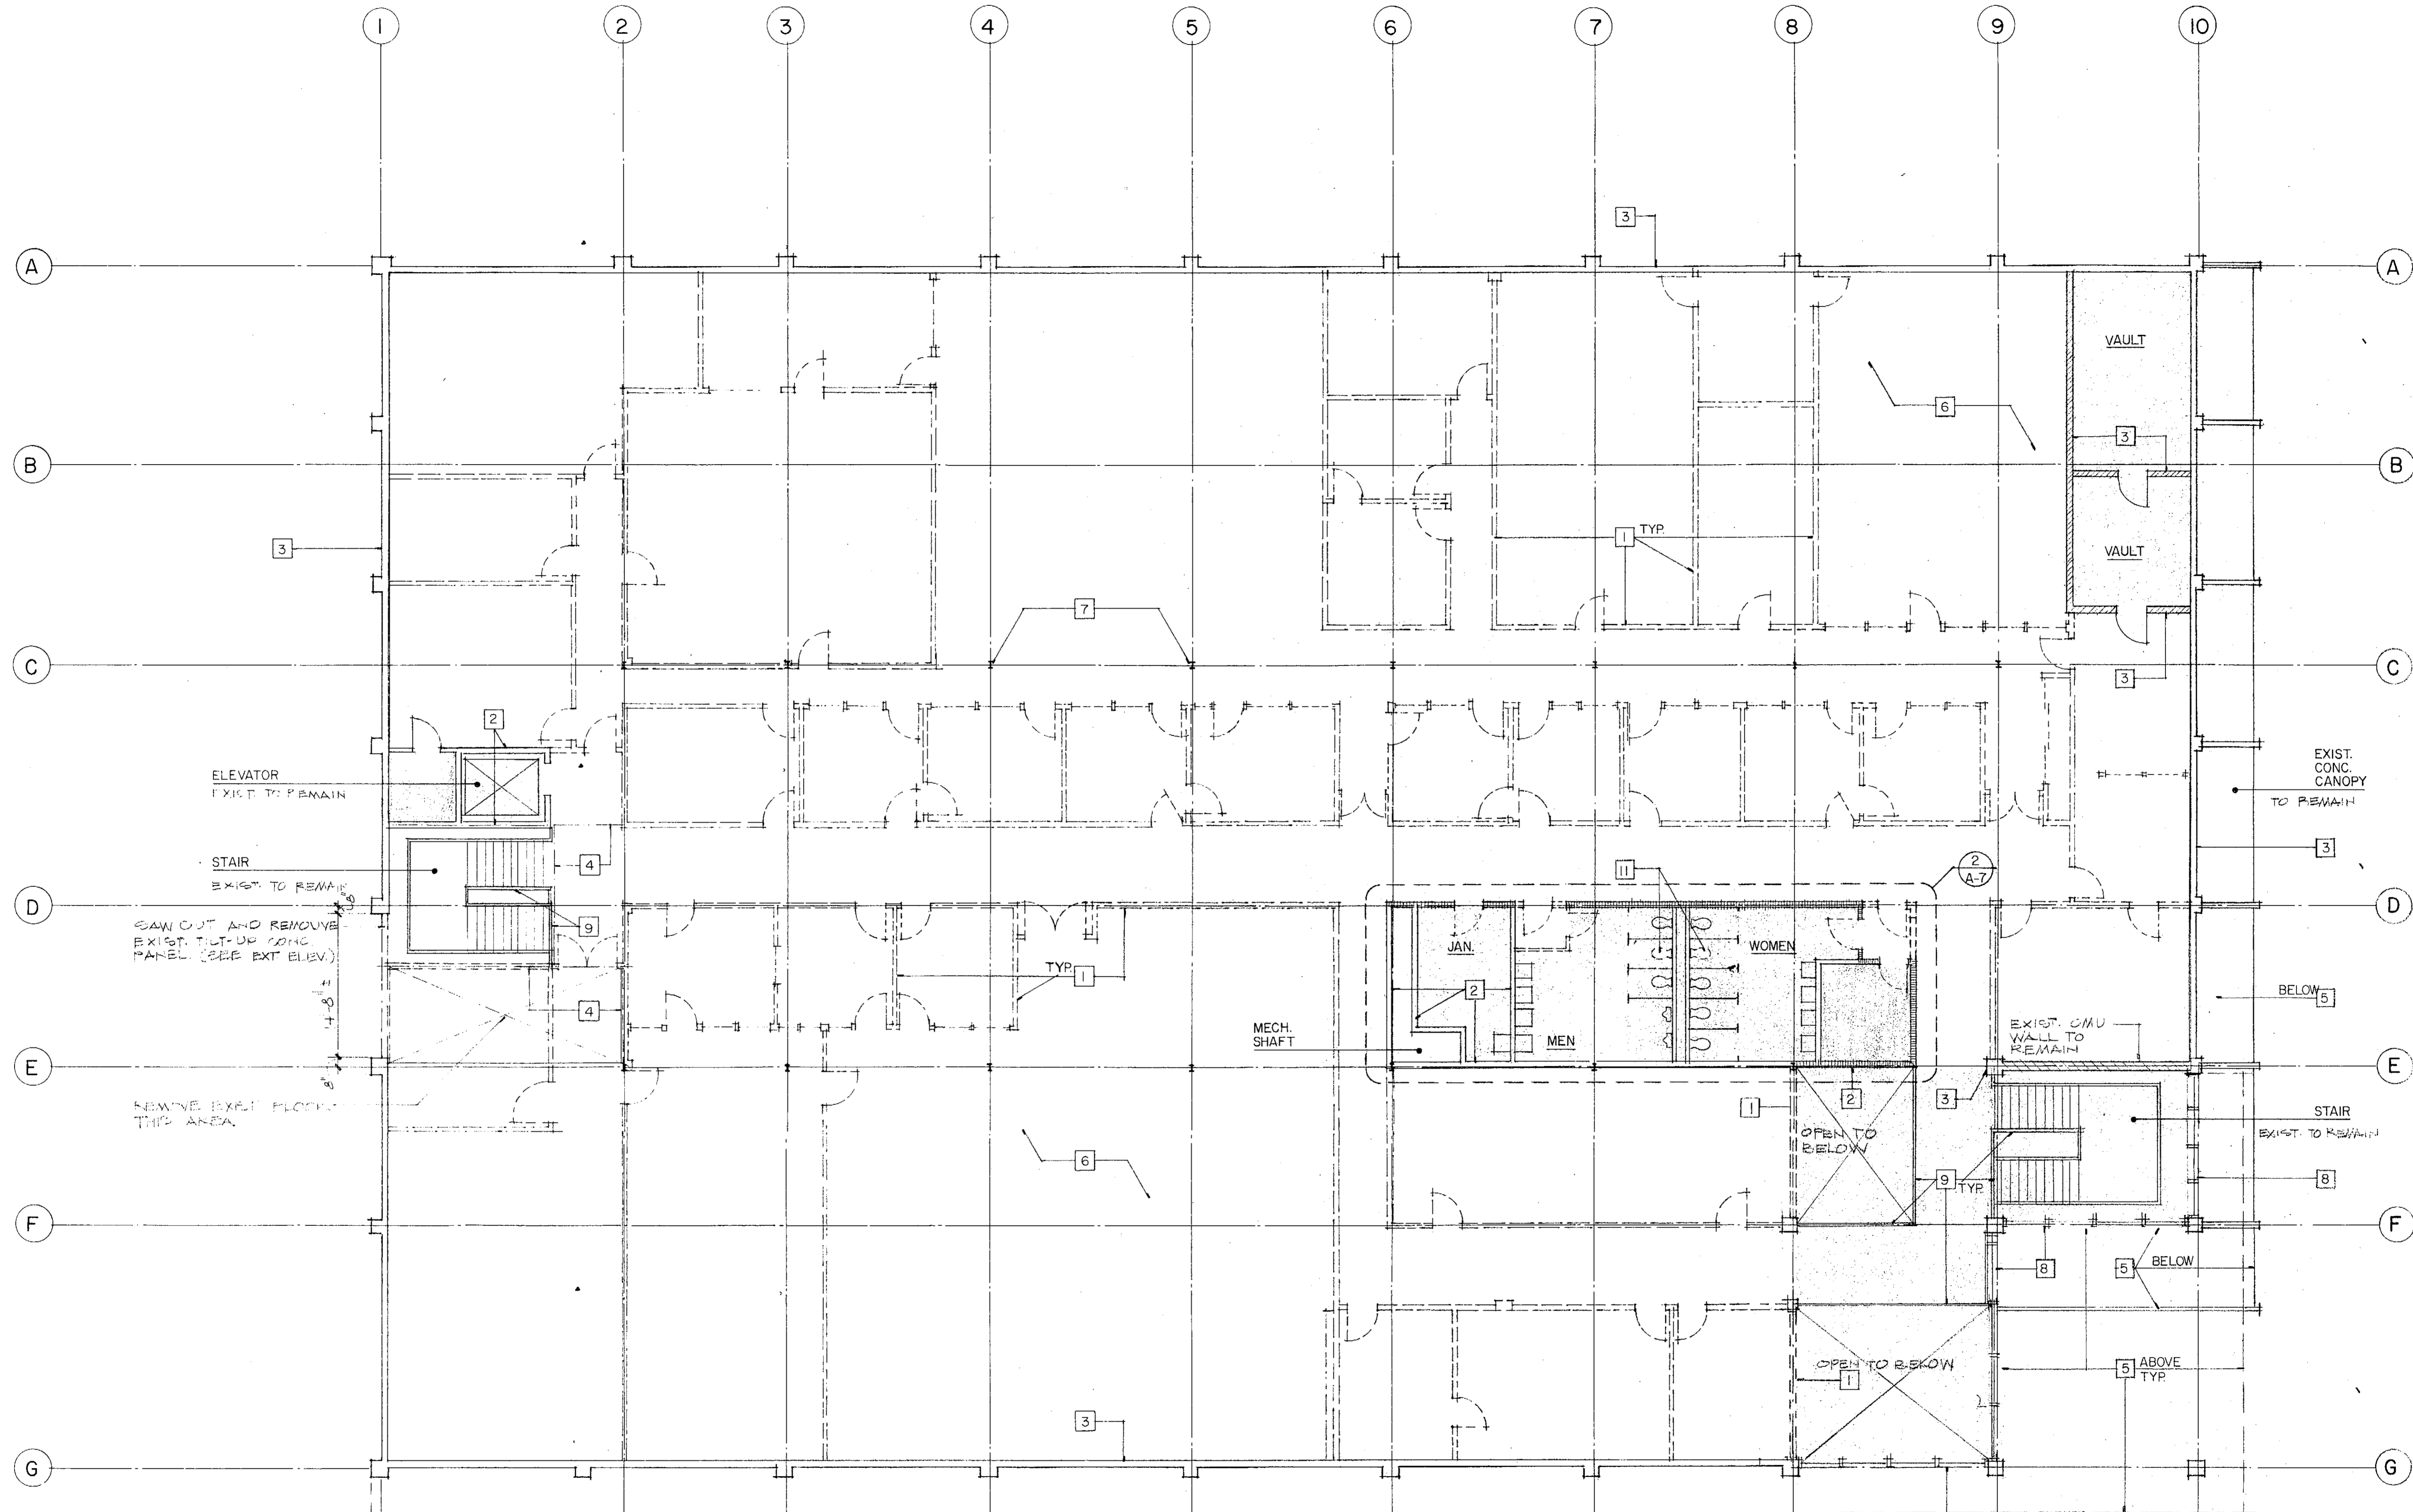 1 2 3 4 5 6 7 8 9 10
3
A A
VAULT
6
3
B B
3
1 TYP.
VAULT
7
C C
3
2
ELEVATOR
EXIST. TO REMAIN
EXIST.
CONC.
CANOPY
TO REMAIN
3
STAIR
EXIST. TO REMAIN
4
11
2
A-7
8"
D D
SAW CUT AND REMOVE
EXIST. TILT-UP CONC.
PANEL. (SEE EXT ELEV.)
9
JAN.
WOMEN
TYP. 1
2
14'-8" ±
4
BELOW 5
MECH.
SHAFT
MEN
EXIST. CMU
WALL TO
REMAIN
E E
8"
REMOVE EXIST FLOOR
THIS AREA.
1
2
3
STAIR
EXIST. TO REMAIN
OPEN TO
BELOW
6
9 TYP.
8
F F
8
5 BELOW
OPEN TO BELOW
1
5 ABOVE
TYP.
3
G G